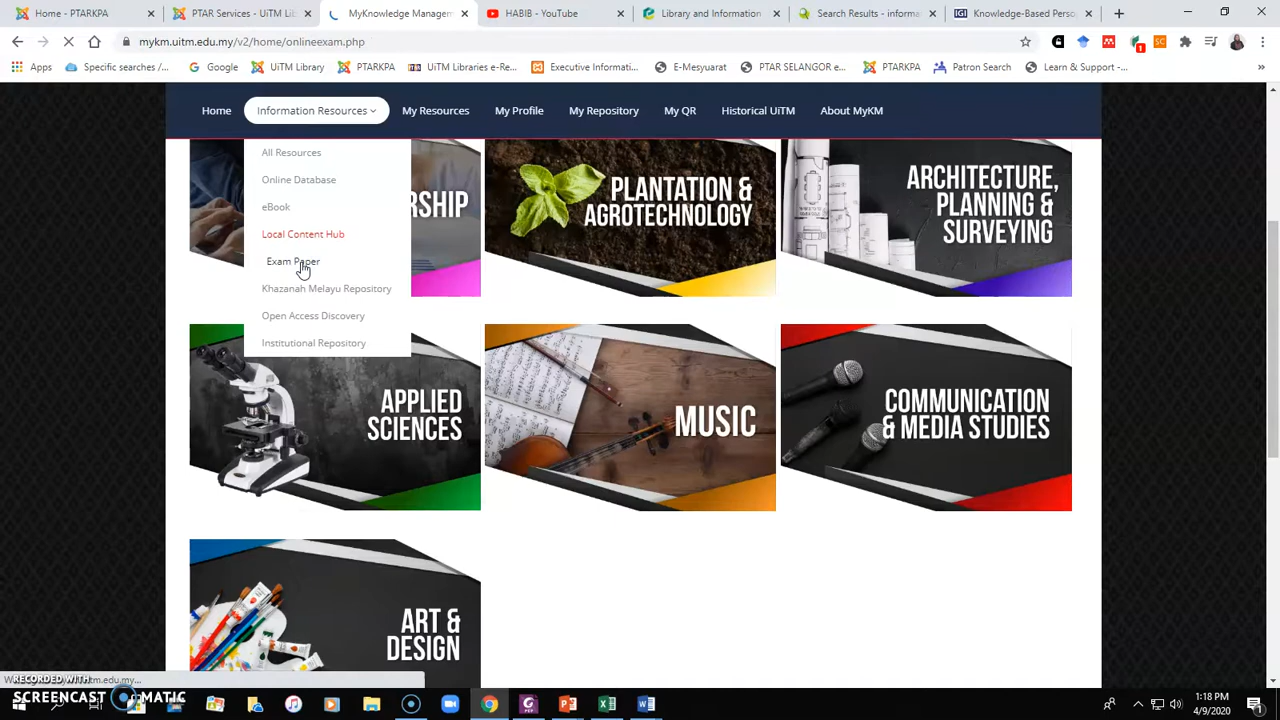 Home - PTARKPA
PTAR Services - UiTM Lib
MyKnowledge Managem
HABIB - YouTube
Library and Information
Search Results - informa
Knowledge-Based Perso
mykm.uitm.edu.my/v2/home/onlineexam.php
Apps
Specific searches /...
Google
UiTM Library
PTARKPA
UiTM Libraries e-Re...
Executive Informati...
E-Mesyuarat
PTAR SELANGOR e...
PTARKPA
Patron Search
Learn & Support -...
Home
Information Resources
My Resources
My Profile
My Repository
My QR
Historical UiTM
About MyKM
All Resources
Online Database
eBook
Local Content Hub
Exam Paper
Khazanah Melayu Repository
Open Access Discovery
Institutional Repository
RSHIP
PLANTATION &
AGROTECHNOLOGY
ARCHITECTURE,
PLANNING &
SURVEYING
APPLIED
SCIENCES
MUSIC
COMMUNICATION
& MEDIA STUDIES
ART &
DESIGN
RECORDED WITH
SCREENCAST MATIC
1:18 PM
4/9/2020